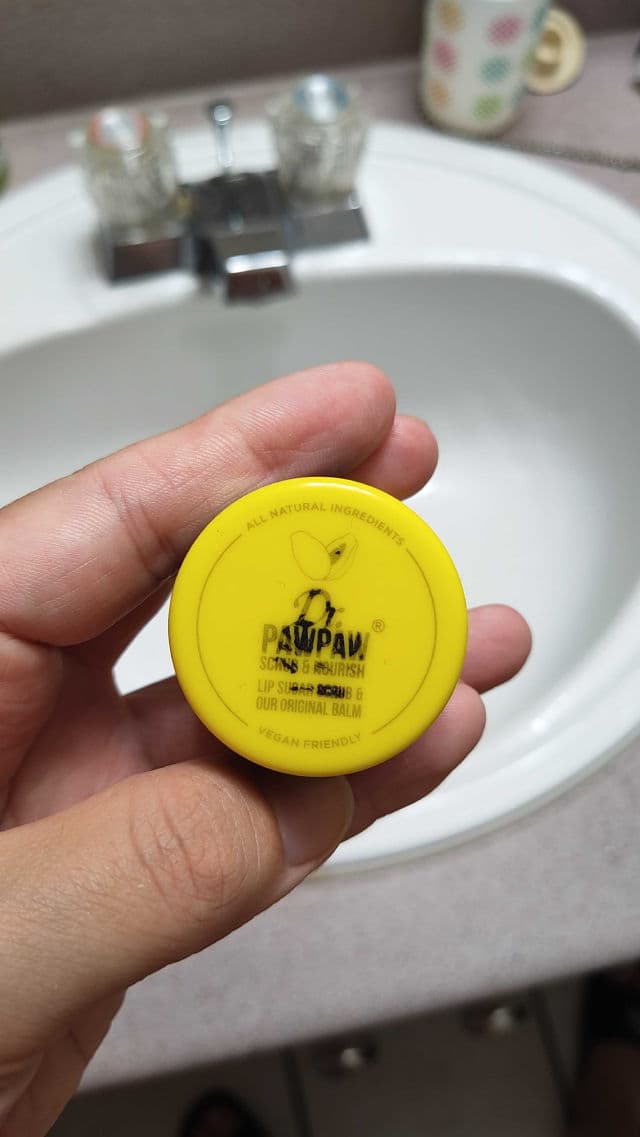 ALL NATURAL INGREDIENTS
Dr.
PAWPAW ®
SCRUB & NOURISH
LIP SUGAR SCRUB &
OUR ORIGINAL BALM
VEGAN FRIENDLY